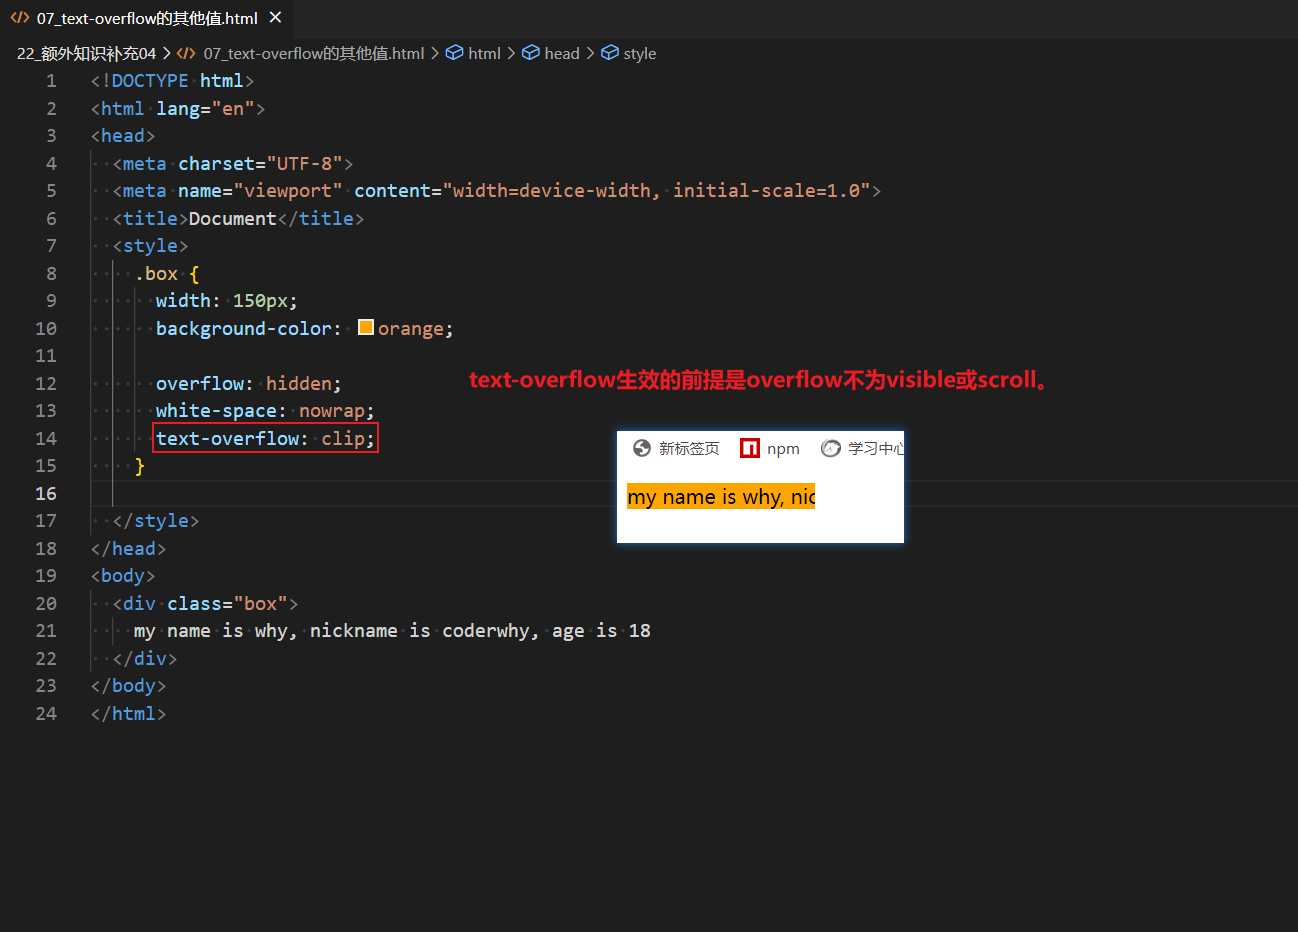 07_text-overflow的其他值.html
22_额外知识补充04 > 07_text-overflow的其他值.html > html > head > style
1 <!DOCTYPE html>
2 <html lang="en">
3 <head>
4 <meta charset="UTF-8">
5 <meta name="viewport" content="width=device-width, initial-scale=1.0">
6 <title>Document</title>
7 <style>
8 .box {
9 width: 150px;
10 background-color: orange;
11
12 overflow: hidden;
text-overflow生效的前提是overflow不为visible或scroll。
13 white-space: nowrap;
14 text-overflow: clip;
15 }
新标签页 npm 学习中心
my name is why, nic
16
17 </style>
18 </head>
19 <body>
20 <div class="box">
21 my name is why, nickname is coderwhy, age is 18
22 </div>
23 </body>
24 </html>